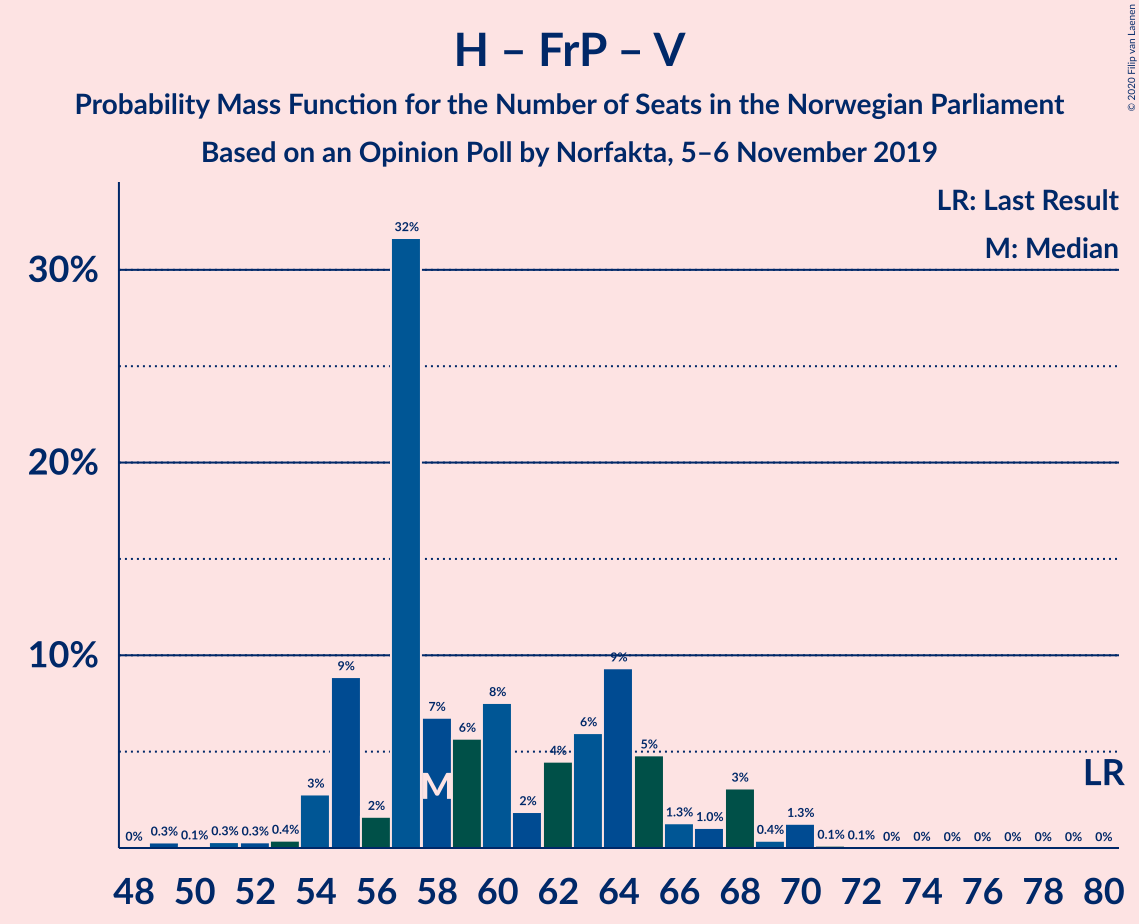 H – FrP – V
Probability Mass Function for the Number of Seats in the Norwegian Parliament
Based on an Opinion Poll by Norfakta, 5–6 November 2019
© 2020 Filip van Laenen
LR: Last Result
M: Median
30%
20%
10%
0% 0.3% 0.1% 0.3% 0.3% 0.4% 3% 9% 2% 32% 7% 6% 8% 2% 4% 6% 9% 5% 1.3% 1.0% 3% 0.4% 1.3% 0.1% 0.1% 0% 0% 0% 0% 0% 0% 0% 0%
M
LR
48 50 52 54 56 58 60 62 64 66 68 70 72 74 76 78 80